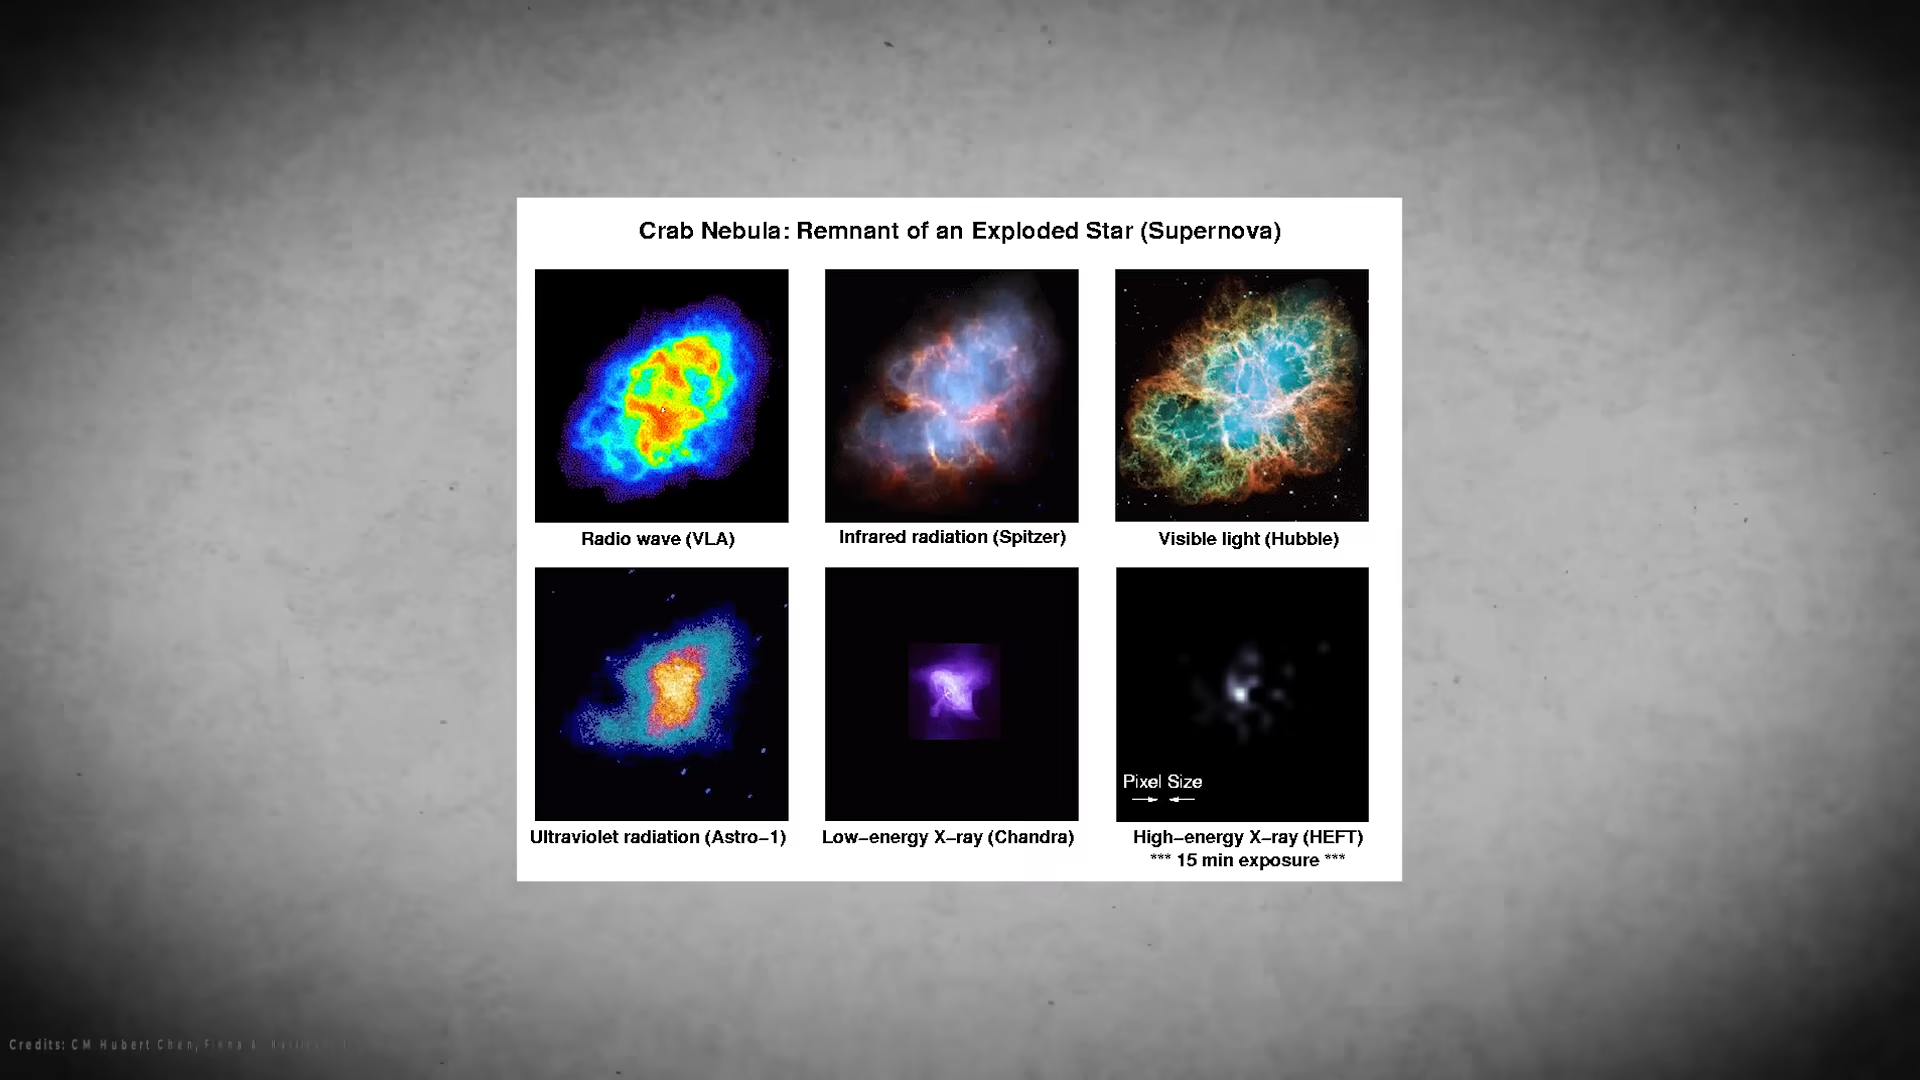 Crab Nebula: Remnant of an Exploded Star (Supernova)
Radio wave (VLA)
Infrared radiation (Spitzer)
Visible light (Hubble)
Pixel Size
Ultraviolet radiation (Astro−1)
Low−energy X−ray (Chandra)
High−energy X−ray (HEFT)
*** 15 min exposure ***
Credits: CM Hubert Chen,